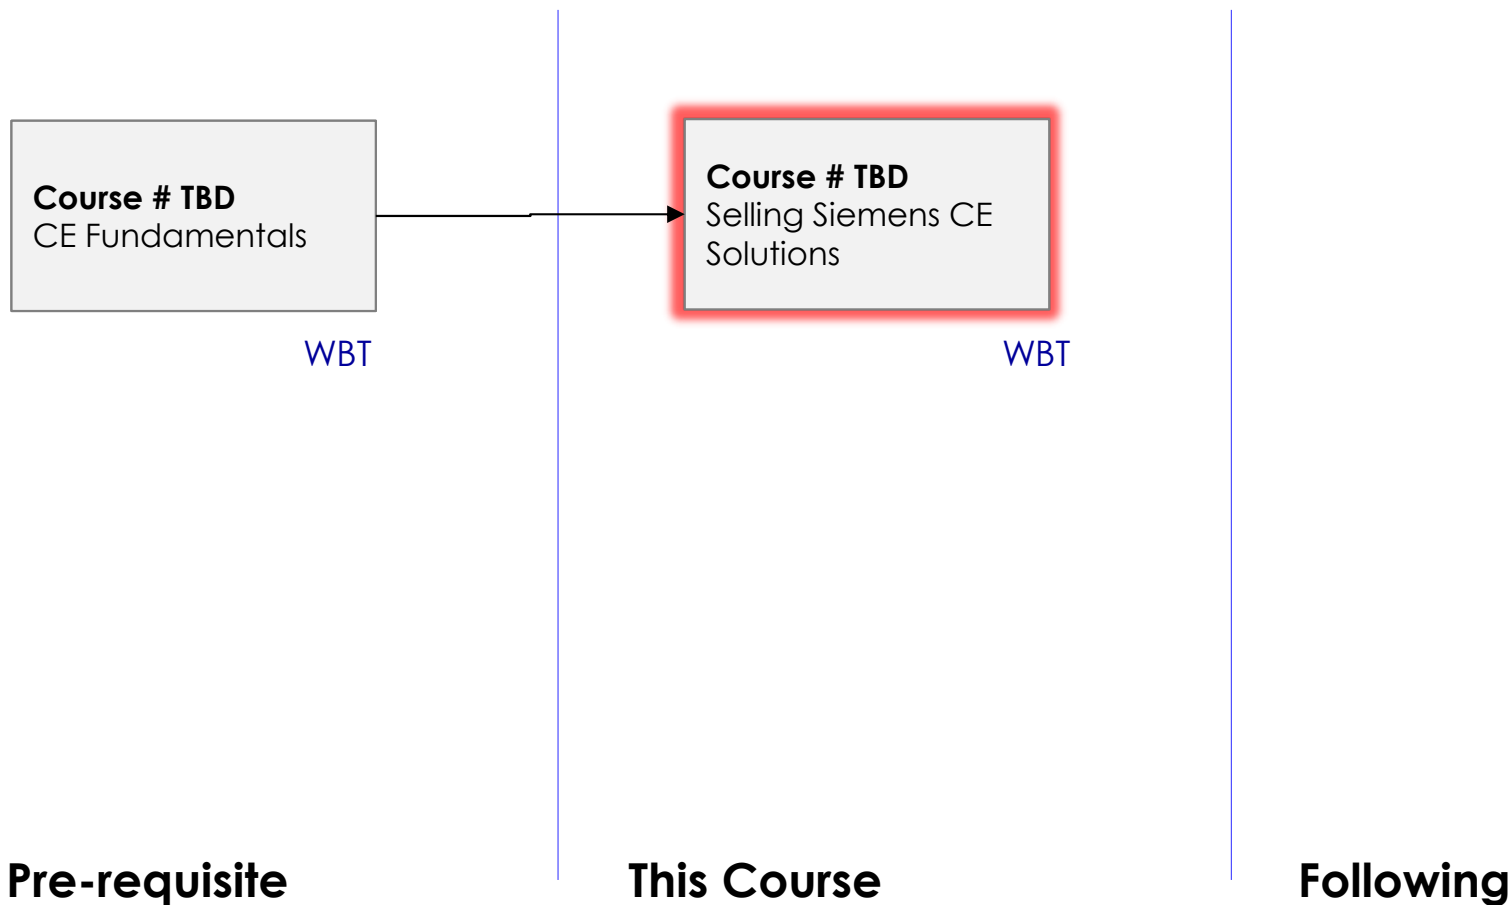 Course # TBD
CE Fundamentals
WBT
Course # TBD
Selling Siemens CE
Solutions
WBT
Pre-requisite
This Course
Following